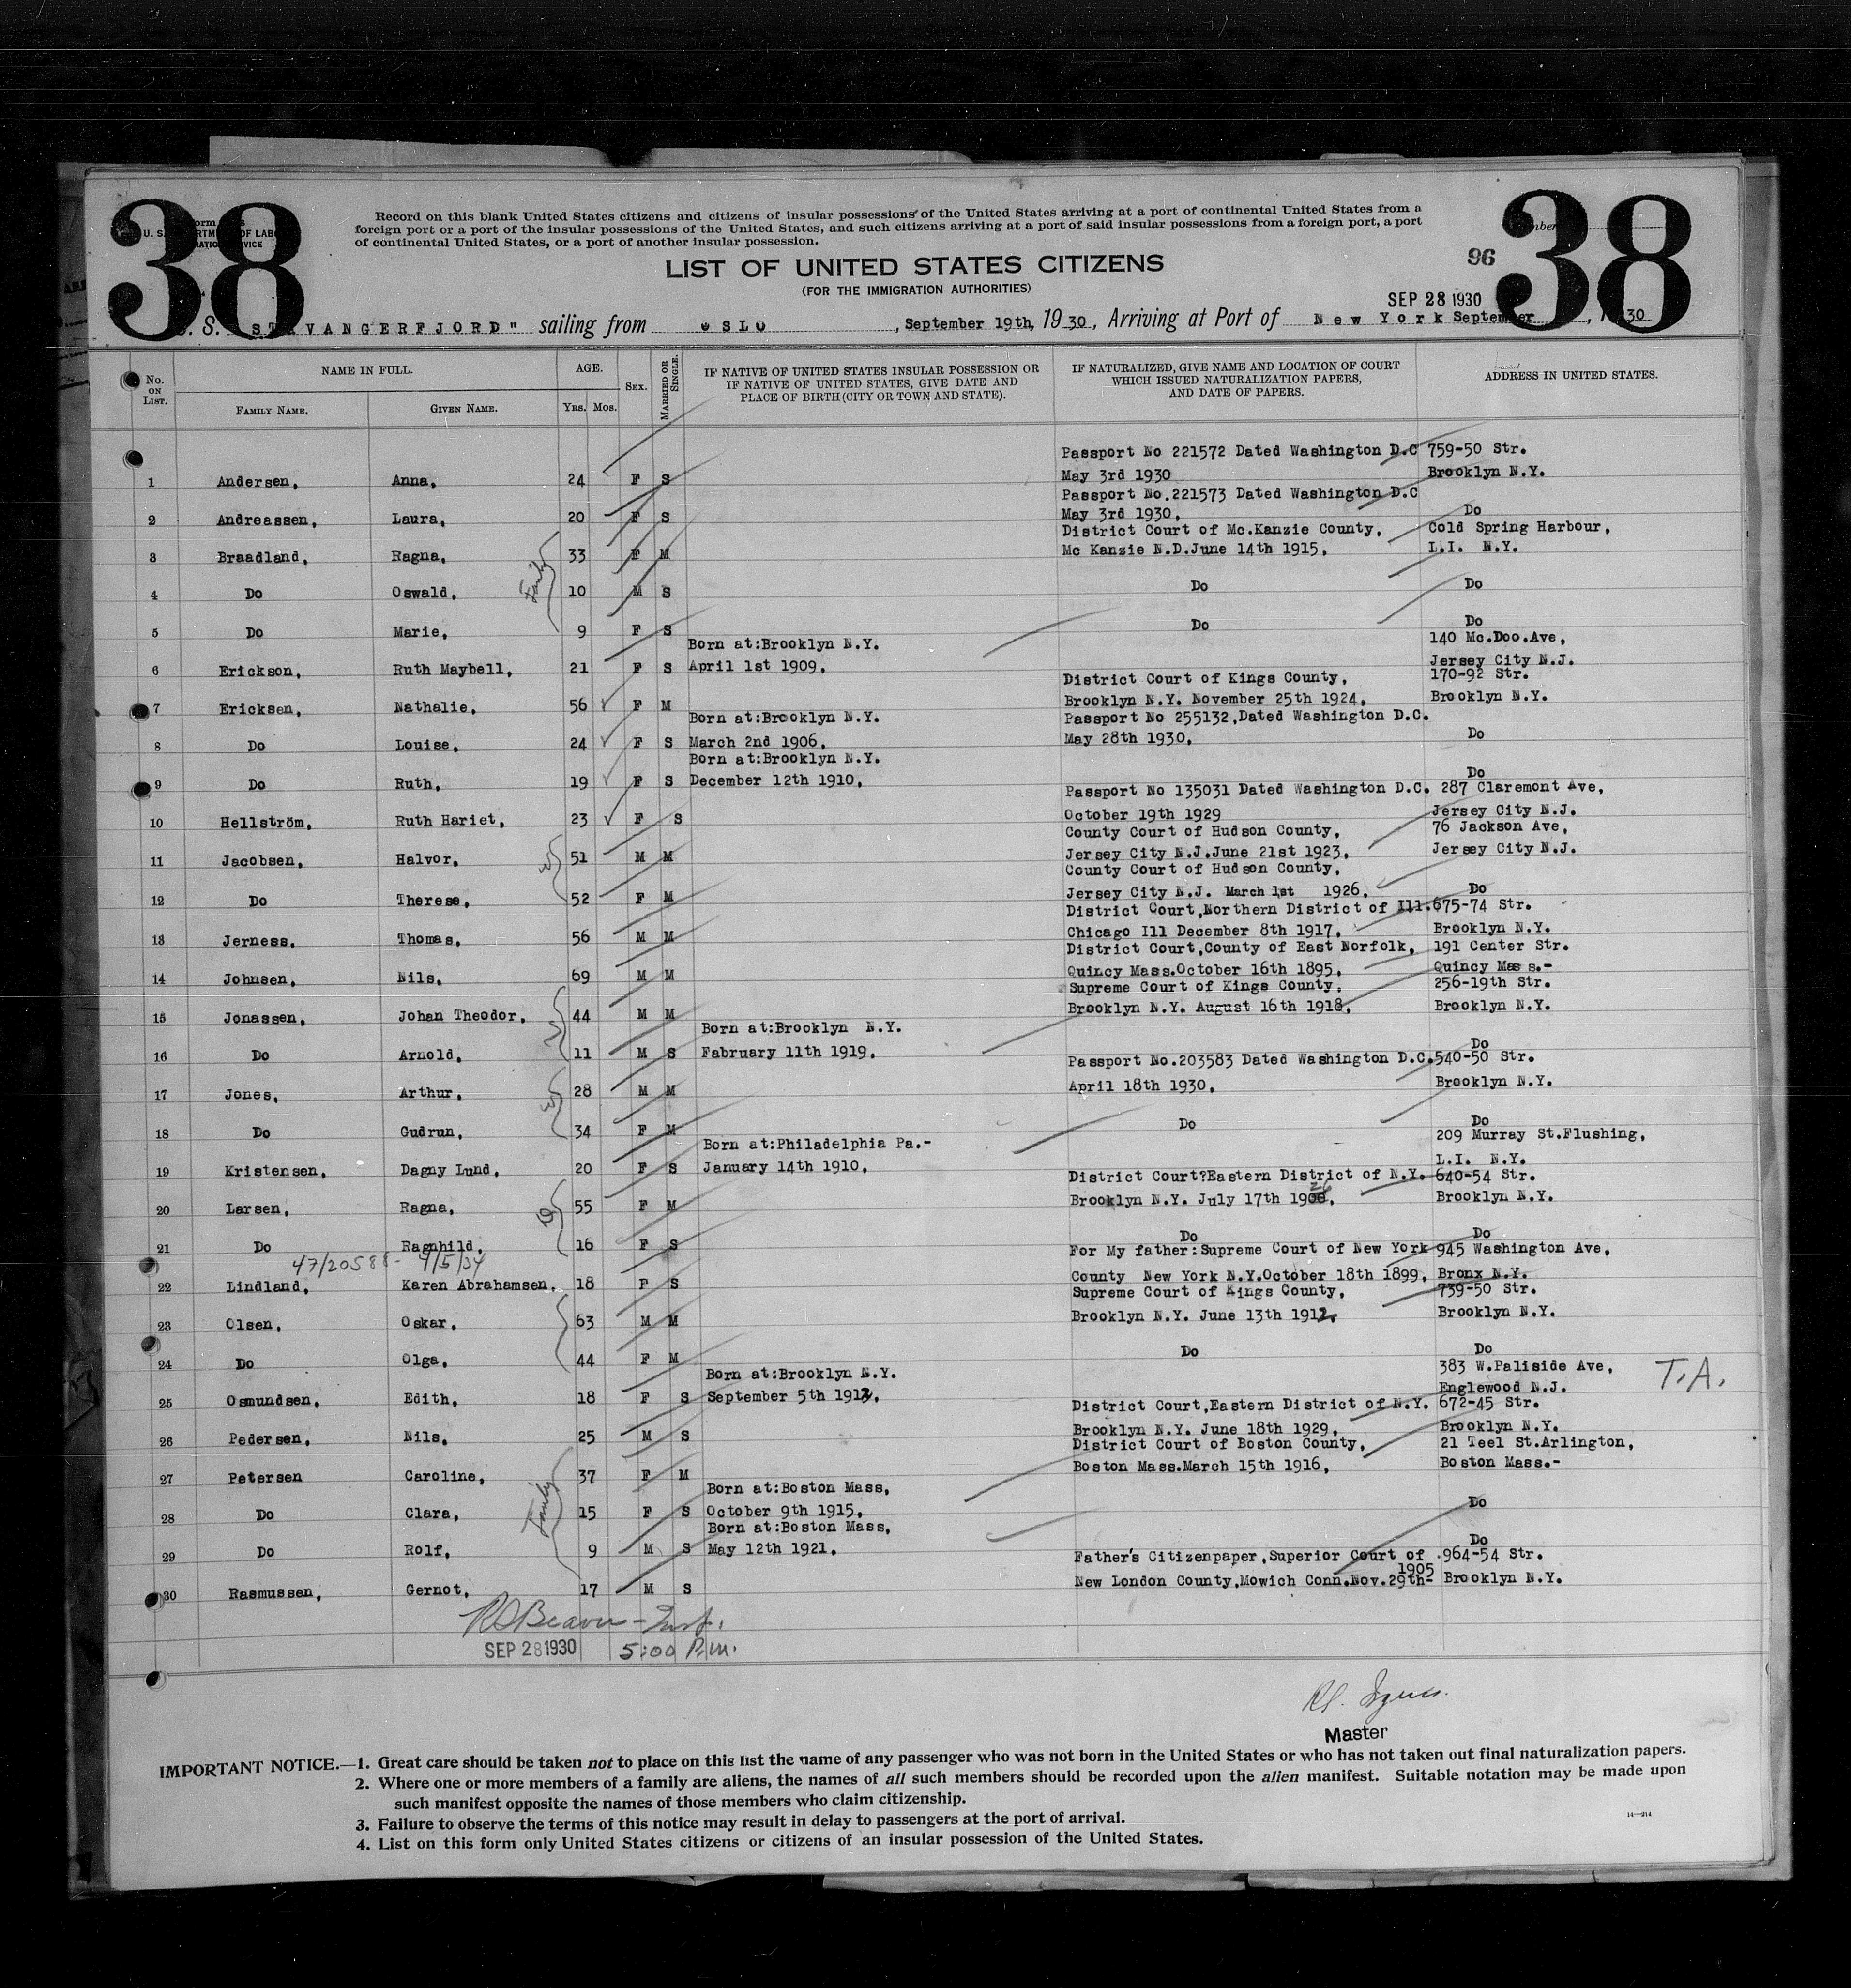 38
38
Record on this blank United States citizens and citizens of insular possessions of the United States arriving at a port of continental United States from a
foreign port or a port of the insular possessions of the United States, and such citizens arriving at a port of said insular possessions from a foreign port, a port
of continental United States, or a port of another insular possession.
96
LIST OF UNITED STATES CITIZENS
(FOR THE IMMIGRATION AUTHORITIES)
SEP 28 1930
S. STAVANGERFJORD" sailing from OSLO, September 19th, 1930, Arriving at Port of New York September, 1930
No. ON LIST.
NAME IN FULL.
FAMILY NAME. GIVEN NAME.
AGE.
YRS. MOS.
SEX.
MARRIED OR SINGLE.
IF NATIVE OF UNITED STATES INSULAR POSSESSION OR
IF NATIVE OF UNITED STATES, GIVE DATE AND
PLACE OF BIRTH (CITY OR TOWN AND STATE).
IF NATURALIZED, GIVE NAME AND LOCATION OF COURT
WHICH ISSUED NATURALIZATION PAPERS,
AND DATE OF PAPERS.
ADDRESS IN UNITED STATES.
Passport No 221572 Dated Washington D.C 759-50 Str.
1 Andersen, Anna, 24 F S May 3rd 1930 Brooklyn N.Y.
Passport No.221573 Dated Washington D.C
2 Andreassen, Laura, 20 F S May 3rd 1930, Do
District Court of Mc.Kanzie County, Cold Spring Harbour,
3 Braadland, Ragna, 33 F M Mc Kanzie N.D.June 14th 1915, L.I. N.Y.
Family
4 Do Oswald, 10 M S Do Do
5 Do Marie, 9 F S Do Do
Born at:Brooklyn N.Y. 140 Mc.Doo.Ave,
6 Erickson, Ruth Maybell, 21 F S April 1st 1909, Jersey City N.J.
District Court of Kings County, 170-92 Str.
7 Ericksen, Nathalie, 56 F M Brooklyn N.Y. November 25th 1924, Brooklyn N.Y.
Born at:Brooklyn N.Y. Passport No 255132,Dated Washington D.C.
8 Do Louise, 24 F S March 2nd 1906, May 28th 1930, Do
Born at:Brooklyn N.Y.
9 Do Ruth, 19 F S December 12th 1910, Do
Passport No 135031 Dated Washington D.C. 287 Claremont Ave,
10 Hellström, Ruth Hariet, 23 F S October 19th 1929 Jersey City N.J.
County Court of Hudson County, 76 Jackson Ave,
11 Jacobsen, Halvor, 51 M M Jersey City N.J.June 21st 1923, Jersey City N.J.
County Court of Hudson County,
12 Do Therese, 52 F M Jersey City N.J. March 1st 1926, Do
District Court,Northern District of Ill. 675-74 Str.
13 Jerness, Thomas, 56 M M Chicago Ill December 8th 1917, Brooklyn N.Y.
District Court,County of East Norfolk, 191 Center Str.
14 Johnsen, Nils, 69 M M Quincy Mass.October 16th 1895, Quincy Mass.-
Supreme Court of Kings County, 256-19th Str.
15 Jonassen, Johan Theodor, 44 M M Brooklyn N.Y. August 16th 1918, Brooklyn N.Y.
Born at:Brooklyn N.Y.
16 Do Arnold, 11 M S Fabruary 11th 1919, Do
Passport No.203583 Dated Washington D.C. 540-50 Str.
17 Jones, Arthur, 28 M M April 18th 1930, Brooklyn N.Y.
18 Do Gudrun, 34 F M Do Do
Born at:Philadelphia Pa.- 209 Murray St.Flushing,
19 Kristensen, Dagny Lund, 20 F S January 14th 1910, L.I. N.Y.
District Court?Eastern District of N.Y. 640-54 Str.
20 Larsen, Ragna, 55 F M Brooklyn N.Y. July 17th Brooklyn N.Y.
21 Do Ragnhild, 16 F S Do Do
47/20588- 4/5/34
For My father:Supreme Court of New York 945 Washington Ave,
22 Lindland, Karen Abrahamsen, 18 F S County New York N.Y.October 18th 1899, Bronx N.Y.
Supreme Court of Kings County, 739-50 Str.
23 Olsen, Oskar, 63 M M Brooklyn N.Y. June 13th 1912, Brooklyn N.Y.
24 Do Olga, 44 F M Do Do
Born at:Brooklyn N.Y. 383 W.Paliside Ave,
T.A.
25 Osmundsen, Edith, 18 F S September 5th 1912, Englewood N.J.
District Court,Eastern District of N.Y. 672-45 Str.
26 Pedersen, Nils, 25 M S Brooklyn N.Y. June 18th 1929, Brooklyn N.Y.
District Court of Boston County, 21 Teel St.Arlington,
27 Petersen Caroline, 37 F M Boston Mass.March 15th 1916, Boston Mass.-
Family
Born at:Boston Mass,
28 Do Clara, 15 F S October 9th 1915, Do
Born at:Boston Mass,
29 Do Rolf, 9 M S May 12th 1921, Do
Father's Citizenpaper,Superior Court of 964-54 Str.
1905
30 Rasmussen, Gernot, 17 M S New London County,Mowich Conn.Nov.29th- Brooklyn N.Y.
SEP 28 1930 5:00 P.m.
Master
IMPORTANT NOTICE.—1. Great care should be taken not to place on this list the name of any passenger who was not born in the United States or who has not taken out final naturalization papers.
2. Where one or more members of a family are aliens, the names of all such members should be recorded upon the alien manifest. Suitable notation may be made upon
such manifest opposite the names of those members who claim citizenship.
3. Failure to observe the terms of this notice may result in delay to passengers at the port of arrival.
4. List on this form only United States citizens or citizens of an insular possession of the United States.
14—214